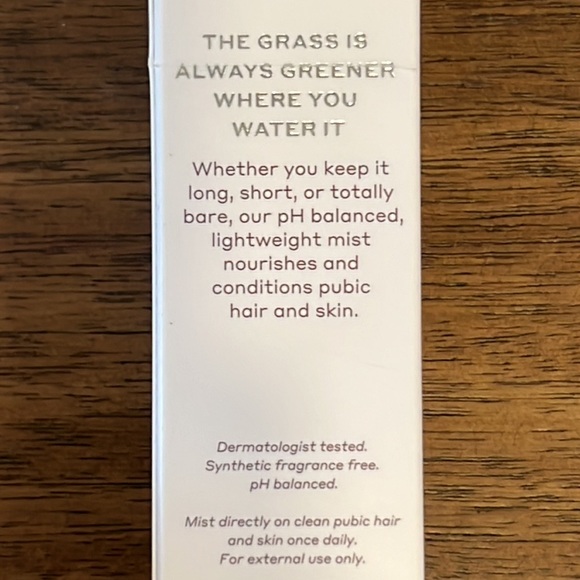 THE GRASS IS
ALWAYS GREENER
WHERE YOU
WATER IT
Whether you keep it
long, short, or totally
bare, our pH balanced,
lightweight mist
nourishes and
conditions pubic
hair and skin.
Dermatologist tested.
Synthetic fragrance free.
pH balanced.
Mist directly on clean pubic hair
and skin once daily.
For external use only.